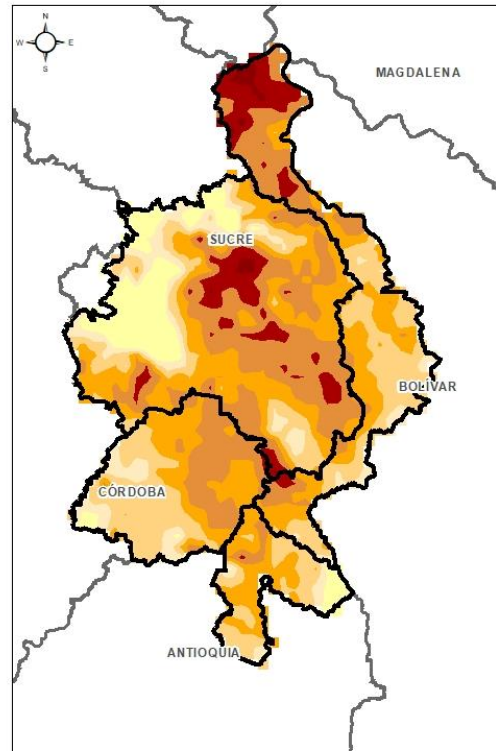 N
W E
S
MAGDALENA
SUCRE
BOLÍVAR
CÓRDOBA
ANTIOQUIA